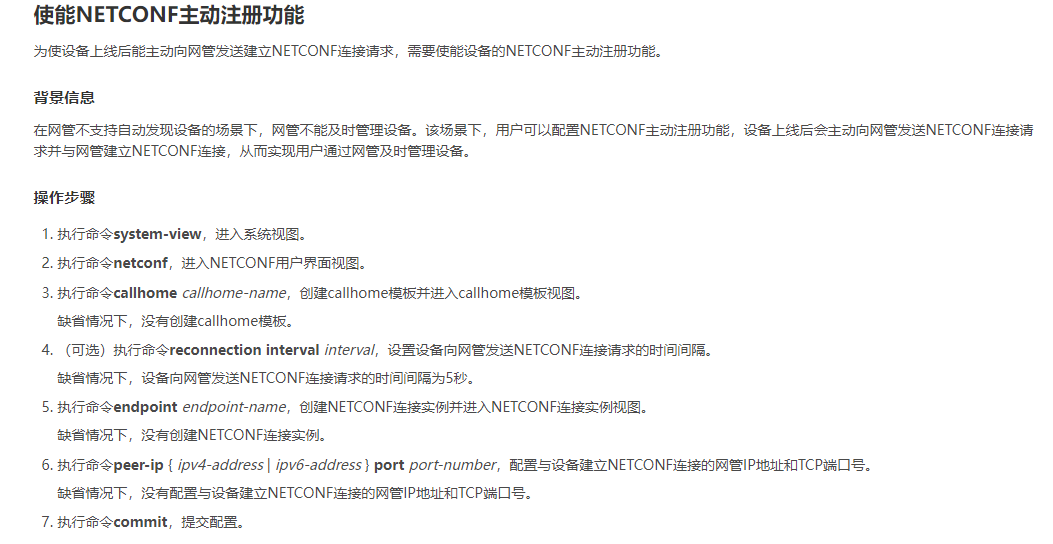 使能NETCONF主动注册功能
为使设备上线后能主动向网管发送建立NETCONF连接请求，需要使能设备的NETCONF主动注册功能。
背景信息
在网管不支持自动发现设备的场景下，网管不能及时管理设备。该场景下，用户可以配置NETCONF主动注册功能，设备上线后会主动向网管发送NETCONF连接请
求并与网管建立NETCONF连接，从而实现用户通过网管及时管理设备。
操作步骤
1. 执行命令system-view，进入系统视图。
2. 执行命令netconf，进入NETCONF用户界面视图。
3. 执行命令callhome callhome-name，创建callhome模板并进入callhome模板视图。
缺省情况下，没有创建callhome模板。
4. （可选）执行命令reconnection interval interval，设置设备向网管发送NETCONF连接请求的时间间隔。
缺省情况下，设备向网管发送NETCONF连接请求的时间间隔为5秒。
5. 执行命令endpoint endpoint-name，创建NETCONF连接实例并进入NETCONF连接实例视图。
缺省情况下，没有创建NETCONF连接实例。
6. 执行命令peer-ip { ipv4-address | ipv6-address } port port-number，配置与设备建立NETCONF连接的网管IP地址和TCP端口号。
缺省情况下，没有配置与设备建立NETCONF连接的网管IP地址和TCP端口号。
7. 执行命令commit，提交配置。